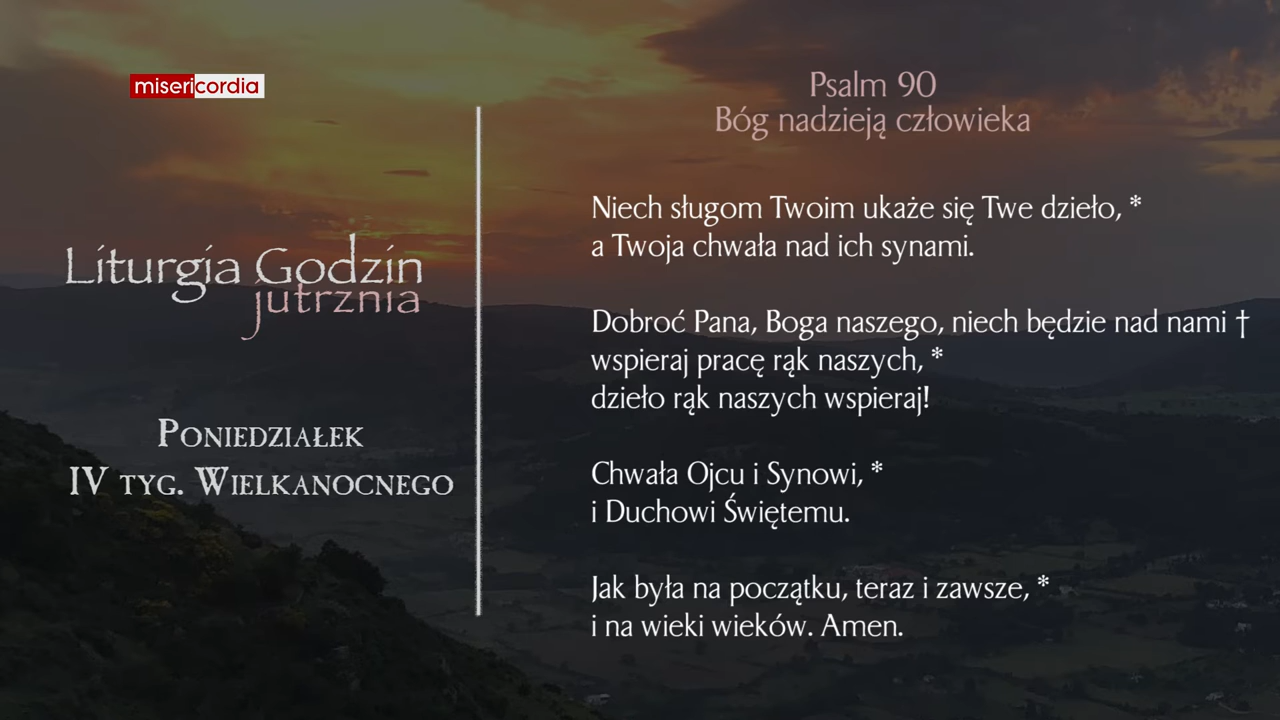 misericordia
Liturgia Godzin
jutrznia
Poniedziałek
IV tyg. Wielkanocnego
Psalm 90
Bóg nadzieją człowieka
Niech sługom Twoim ukaże się Twe dzieło, *
a Twoja chwała nad ich synami.
Dobroć Pana, Boga naszego, niech będzie nad nami †
wspieraj pracę rąk naszych, *
dzieło rąk naszych wspieraj!
Chwała Ojcu i Synowi, *
i Duchowi Świętemu.
Jak była na początku, teraz i zawsze, *
i na wieki wieków. Amen.